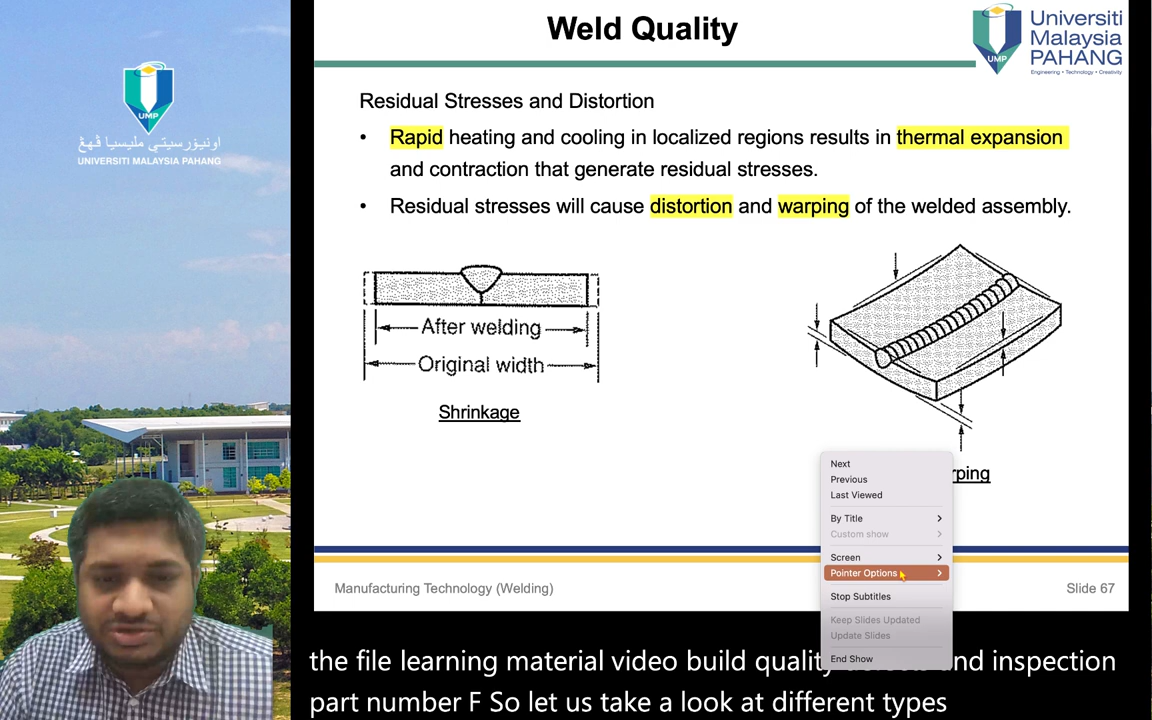 اونيۏرسيتي مليسيا ڤهڠ
UNIVERSITI MALAYSIA PAHANG
UMP
Weld Quality
UMP
Universiti
Malaysia
PAHANG
Engineering • Technology • Creativity
Residual Stresses and Distortion
• Rapid heating and cooling in localized regions results in thermal expansion
and contraction that generate residual stresses.
• Residual stresses will cause distortion and warping of the welded assembly.
After welding
Original width
Shrinkage
rping
Next
Previous
Last Viewed
By Title
Custom show
Screen
Pointer Options
Stop Subtitles
Keep Slides Updated
Update Slides
End Show
Manufacturing Technology (Welding)
Slide 67
the file learning material video build quality nd inspection
part number F So let us take a look at different types